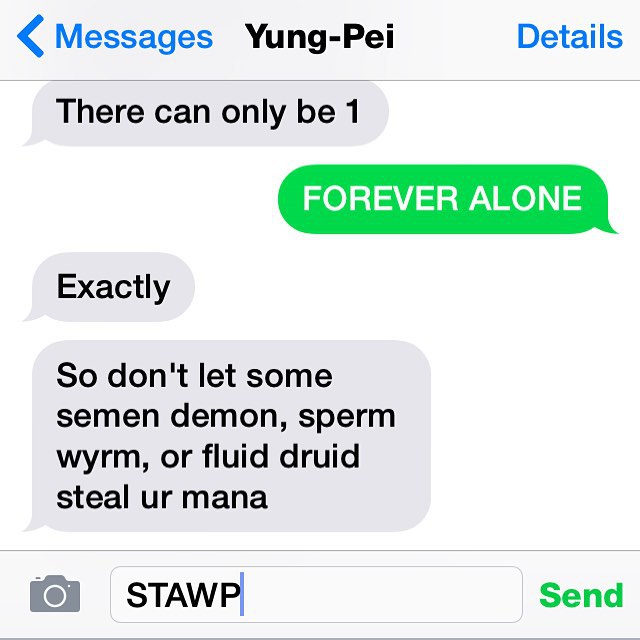 Messages Yung-Pei Details
There can only be 1
FOREVER ALONE
Exactly
So don't let some
semen demon, sperm
wyrm, or fluid druid
steal ur mana
STAWP Send